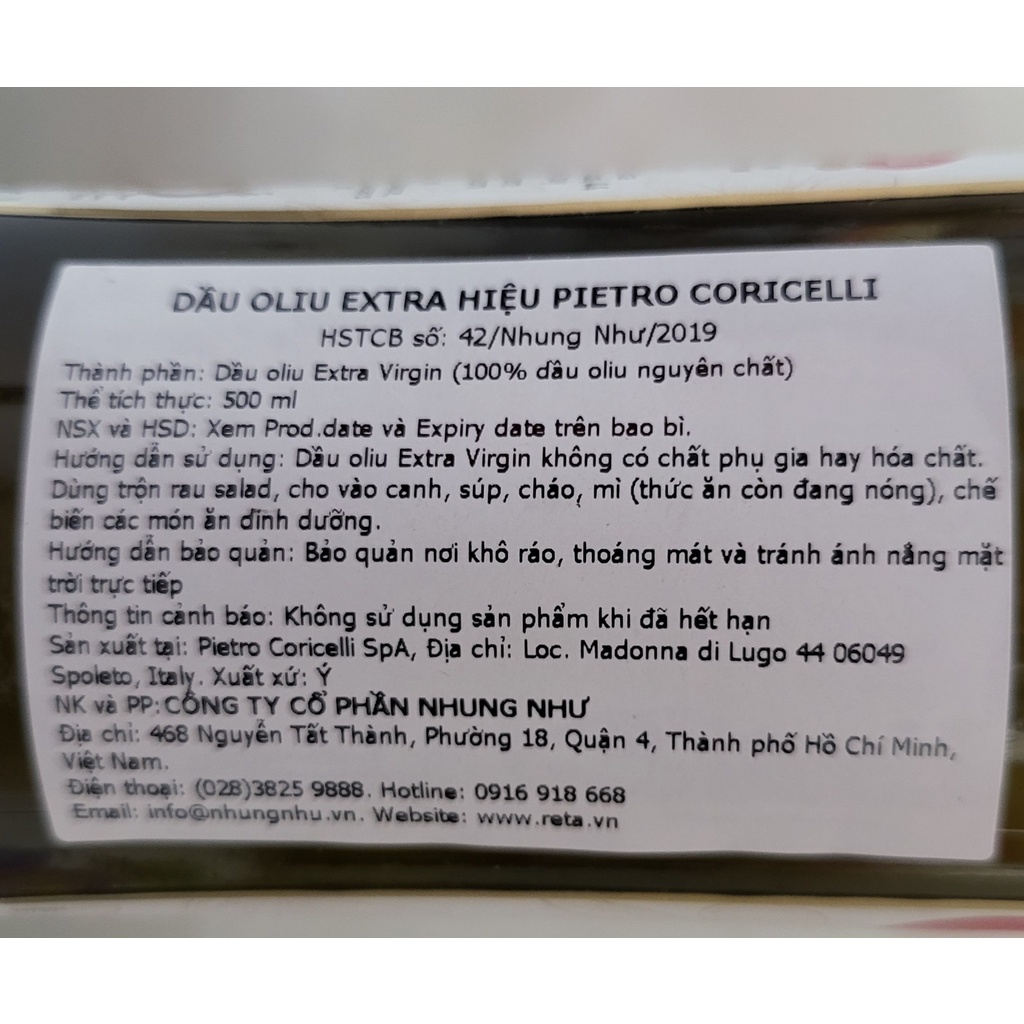 DẦU OLIU EXTRA HIỆU PIETRO CORICELLI
HSTCB số: 42/Nhung Như/2019
Thành phần: Dầu oliu Extra Virgin (100% dầu oliu nguyên chất)
Thể tích thực: 500 ml
NSX và HSD: Xem Prod.date và Expiry date trên bao bì.
Hướng dẫn sử dụng: Dầu oliu Extra Virgin không có chất phụ gia hay hóa chất.
Dùng trộn rau salad, cho vào canh, súp, cháo, mì (thức ăn còn đang nóng), chế
biến các món ăn dinh dưỡng.
Hướng dẫn bảo quản: Bảo quản nơi khô ráo, thoáng mát và tránh ánh nắng mặt
trời trực tiếp
Thông tin cảnh báo: Không sử dụng sản phẩm khi đã hết hạn
Sản xuất tại: Pietro Coricelli SpA, Địa chỉ: Loc. Madonna di Lugo 44 06049
Spoleto, Italy. Xuất xứ: Ý
NK và PP: CÔNG TY CỔ PHẦN NHUNG NHƯ
Địa chỉ: 468 Nguyễn Tất Thành, Phường 18, Quận 4, Thành phố Hồ Chí Minh,
Việt Nam.
Điện thoại: (028)3825 9888. Hotline: 0916 918 668
Email: info@nhungnhu.vn. Website: www.reta.vn